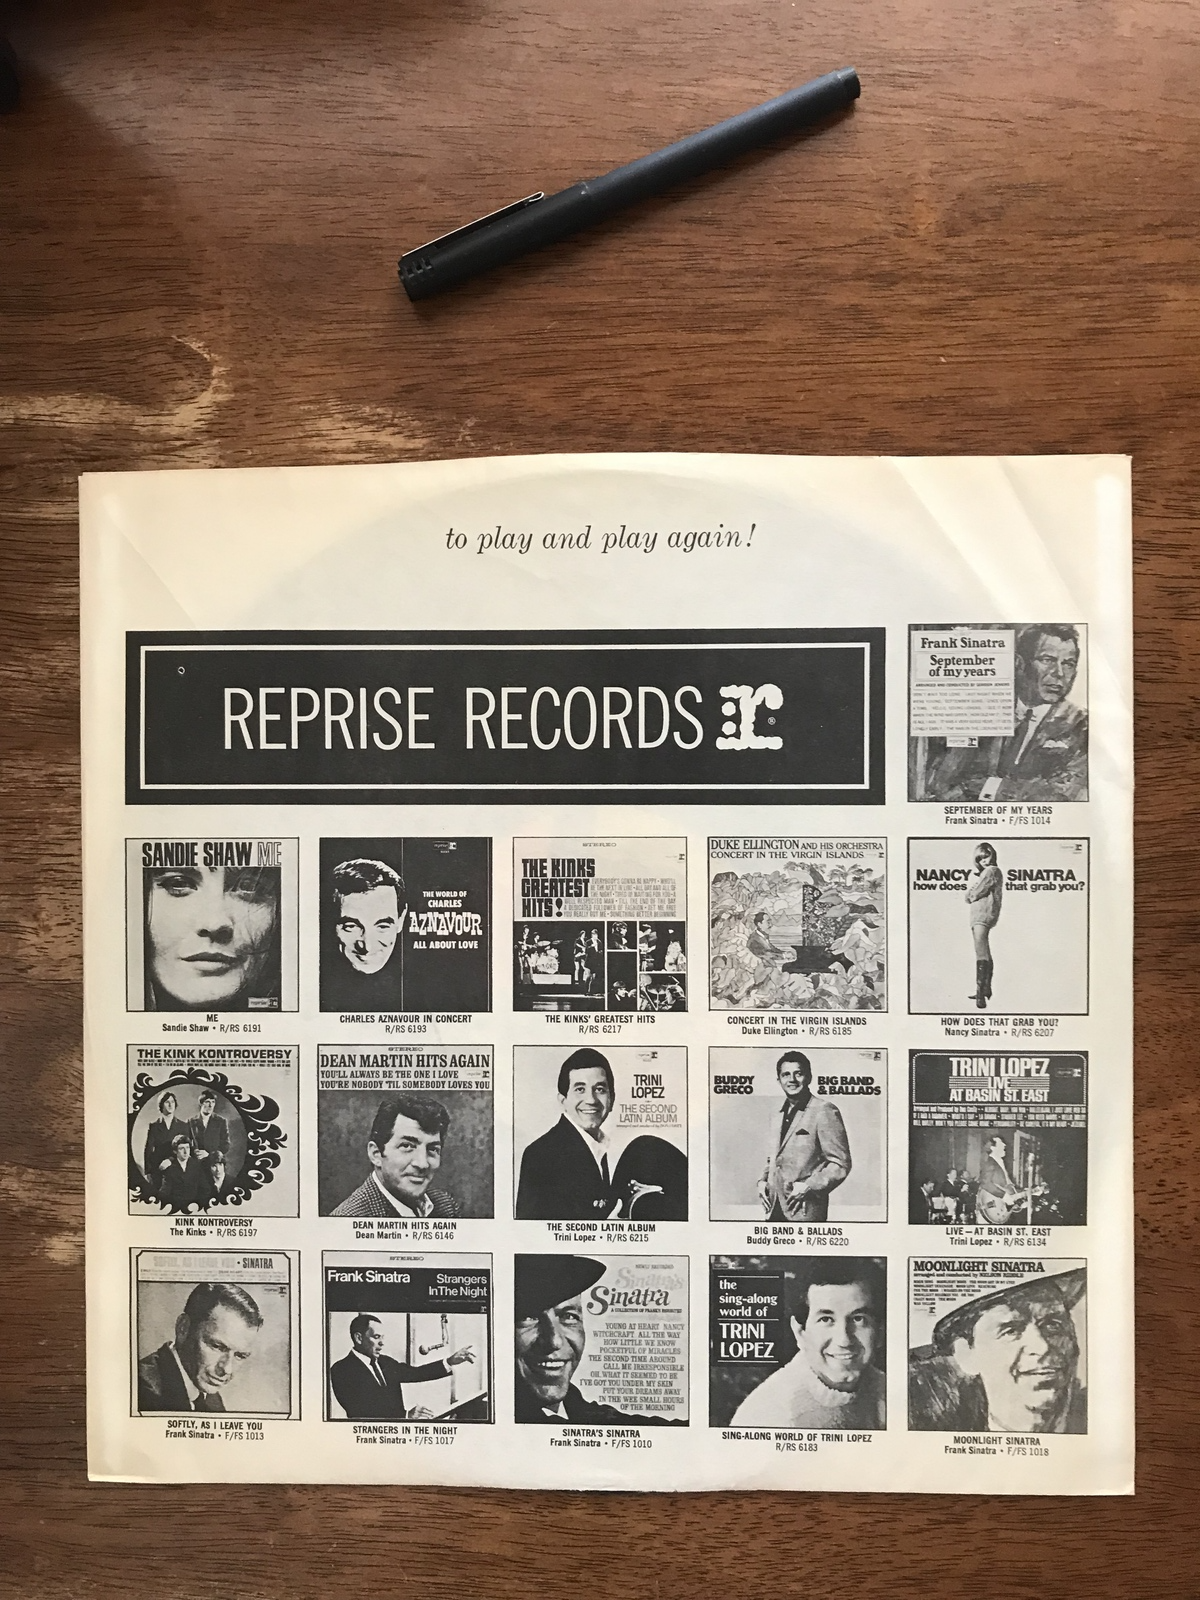 to play and play again!
REPRISE RECORDS r ®
Frank Sinatra
September
of my years
ARRANGED AND CONDUCTED BY GORDON JENKINS
SEPTEMBER OF MY YEARS
Frank Sinatra • F/FS 1014
SANDIE SHAW ME
ME
Sandie Shaw • R/RS 6191
THE WORLD OF
CHARLES
AZNAVOUR
ALL ABOUT LOVE
CHARLES AZNAVOUR IN CONCERT
R/RS 6193
STEREO
THE KINKS
GREATEST
HITS!
THE KINKS' GREATEST HITS
R/RS 6217
DUKE ELLINGTON AND HIS ORCHESTRA
CONCERT IN THE VIRGIN ISLANDS
CONCERT IN THE VIRGIN ISLANDS
Duke Ellington • R/RS 6185
NANCY SINATRA
how does that grab you?
HOW DOES THAT GRAB YOU?
Nancy Sinatra • R/RS 6207
THE KINK KONTROVERSY
KINK KONTROVERSY
The Kinks • R/RS 6197
STEREO
DEAN MARTIN HITS AGAIN
YOU'LL ALWAYS BE THE ONE I LOVE
YOU'RE NOBODY 'TIL SOMEBODY LOVES YOU
DEAN MARTIN HITS AGAIN
Dean Martin • R/RS 6146
TRINI
LOPEZ
THE SECOND
LATIN ALBUM
THE SECOND LATIN ALBUM
Trini Lopez • R/RS 6215
BUDDY GRECO
BIG BAND & BALLADS
BIG BAND & BALLADS
Buddy Greco • R/RS 6220
TRINI LOPEZ
LIVE
AT BASIN ST. EAST
LIVE—AT BASIN ST. EAST
Trini Lopez • R/RS 6134
SOFTLY, AS I LEAVE YOU • SINATRA
SOFTLY, AS I LEAVE YOU
Frank Sinatra • F/FS 1013
STEREO
Frank Sinatra
Strangers
In The Night
STRANGERS IN THE NIGHT
Frank Sinatra • F/FS 1017
Sinatra's
Sinatra
A COLLECTION OF FRANK'S FAVORITES
YOUNG AT HEART NANCY
WITCHCRAFT ALL THE WAY
HOW LITTLE WE KNOW
POCKETFUL OF MIRACLES
THE SECOND TIME AROUND
CALL ME IRRESPONSIBLE
OH, WHAT IT SEEMED TO BE
I'VE GOT YOU UNDER MY SKIN
PUT YOUR DREAMS AWAY
IN THE WEE SMALL HOURS
OF THE MORNING
SINATRA'S SINATRA
Frank Sinatra • F/FS 1010
the
sing-along
world of
TRINI
LOPEZ
SING-ALONG WORLD OF TRINI LOPEZ
R/RS 6183
MOONLIGHT SINATRA
arranged and conducted by NELSON RIDDLE
MOONLIGHT SINATRA
Frank Sinatra • F/FS 1018